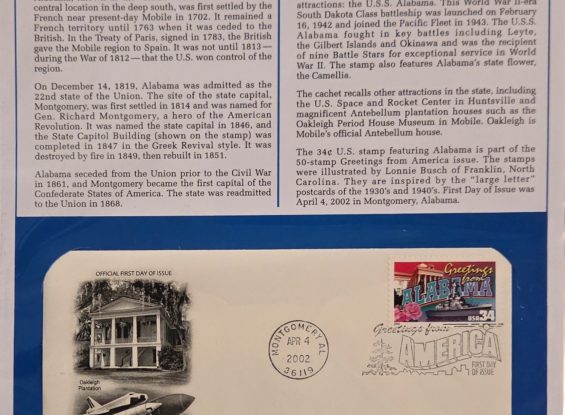 central location in the deep south, was first settled by the
French near present-day Mobile in 1702. It remained a
French territory until 1763 when it was ceded to the
British. In the Treaty of Paris, signed in 1783, the British
gave the Mobile region to Spain. It was not until 1813—
during the War of 1812—that the U.S. won control of the
region.
On December 14, 1819, Alabama was admitted as the
22nd state of the Union. The site of the state capital,
Montgomery, was first settled in 1814 and was named for
Gen. Richard Montgomery, a hero of the American
Revolution. It was named the state capital in 1846, and
the State Capitol Building (shown on the stamp) was
completed in 1847 in the Greek Revival style. It was
destroyed by fire in 1849, then rebuilt in 1851.
Alabama seceded from the Union prior to the Civil War
in 1861, and Montgomery became the first capital of the
Confederate States of America. The state was readmitted
to the Union in 1868.
attractions: the U.S.S. Alabama. This World War II-era
South Dakota Class battleship was launched on February
16, 1942 and joined the Pacific Fleet in 1943. The U.S.S.
Alabama fought in key battles including Leyte,
the Gilbert Islands and Okinawa and was the recipient
of nine Battle Stars for exceptional service in World
War II. The stamp also features Alabama's state flower,
the Camellia.
The cachet recalls other attractions in the state, including
the U.S. Space and Rocket Center in Huntsville and
magnificent Antebellum plantation houses such as the
Oakleigh Period House Museum in Mobile. Oakleigh is
Mobile's official Antebellum house.
The 34¢ U.S. stamp featuring Alabama is part of the
50-stamp Greetings from America issue. The stamps
were illustrated by Lonnie Busch of Franklin, North
Carolina. They are inspired by the "large letter"
postcards of the 1930's and 1940's. First Day of Issue was
April 4, 2002 in Montgomery, Alabama.
OFFICIAL FIRST DAY OF ISSUE
Oakleigh
Plantation
MONTGOMERY AL
APR 4
2002
36119
Greetings
from
ALABAMA
USA 34
Greetings from
AMERICA
FIRST DAY
OF ISSUE